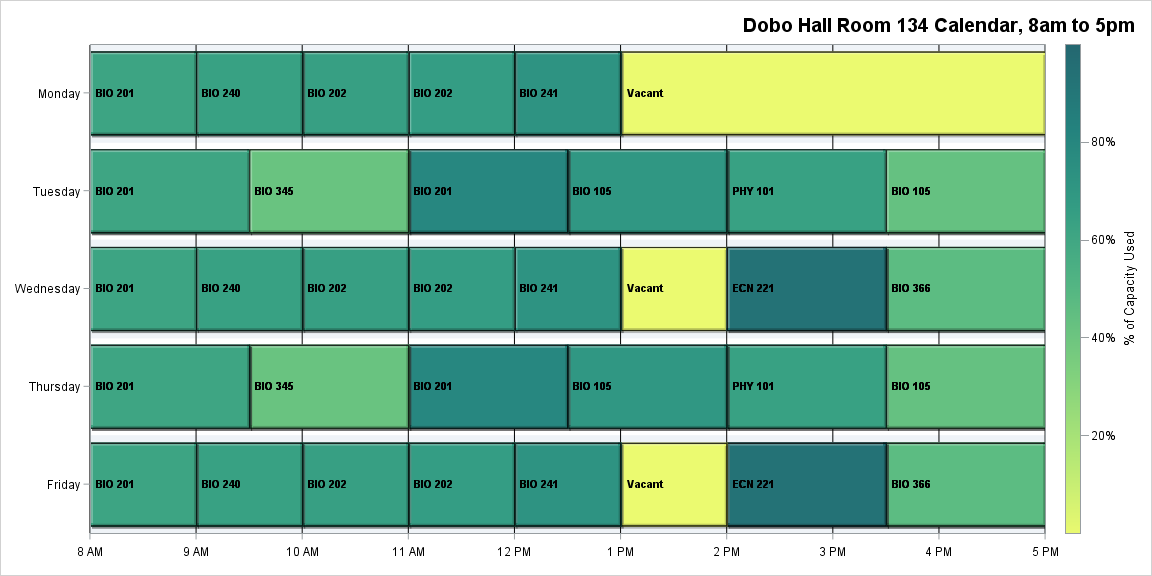 Dobo Hall Room 134 Calendar, 8am to 5pm
Monday
BIO 201
BIO 240
BIO 202
BIO 202
BIO 241
Vacant
Tuesday
BIO 201
BIO 345
BIO 201
BIO 105
PHY 101
BIO 105
Wednesday
BIO 201
BIO 240
BIO 202
BIO 202
BIO 241
Vacant
ECN 221
BIO 366
Thursday
BIO 201
BIO 345
BIO 201
BIO 105
PHY 101
BIO 105
Friday
BIO 201
BIO 240
BIO 202
BIO 202
BIO 241
Vacant
ECN 221
BIO 366
8 AM
9 AM
10 AM
11 AM
12 PM
1 PM
2 PM
3 PM
4 PM
5 PM
80%
60%
40%
20%
% of Capacity Used